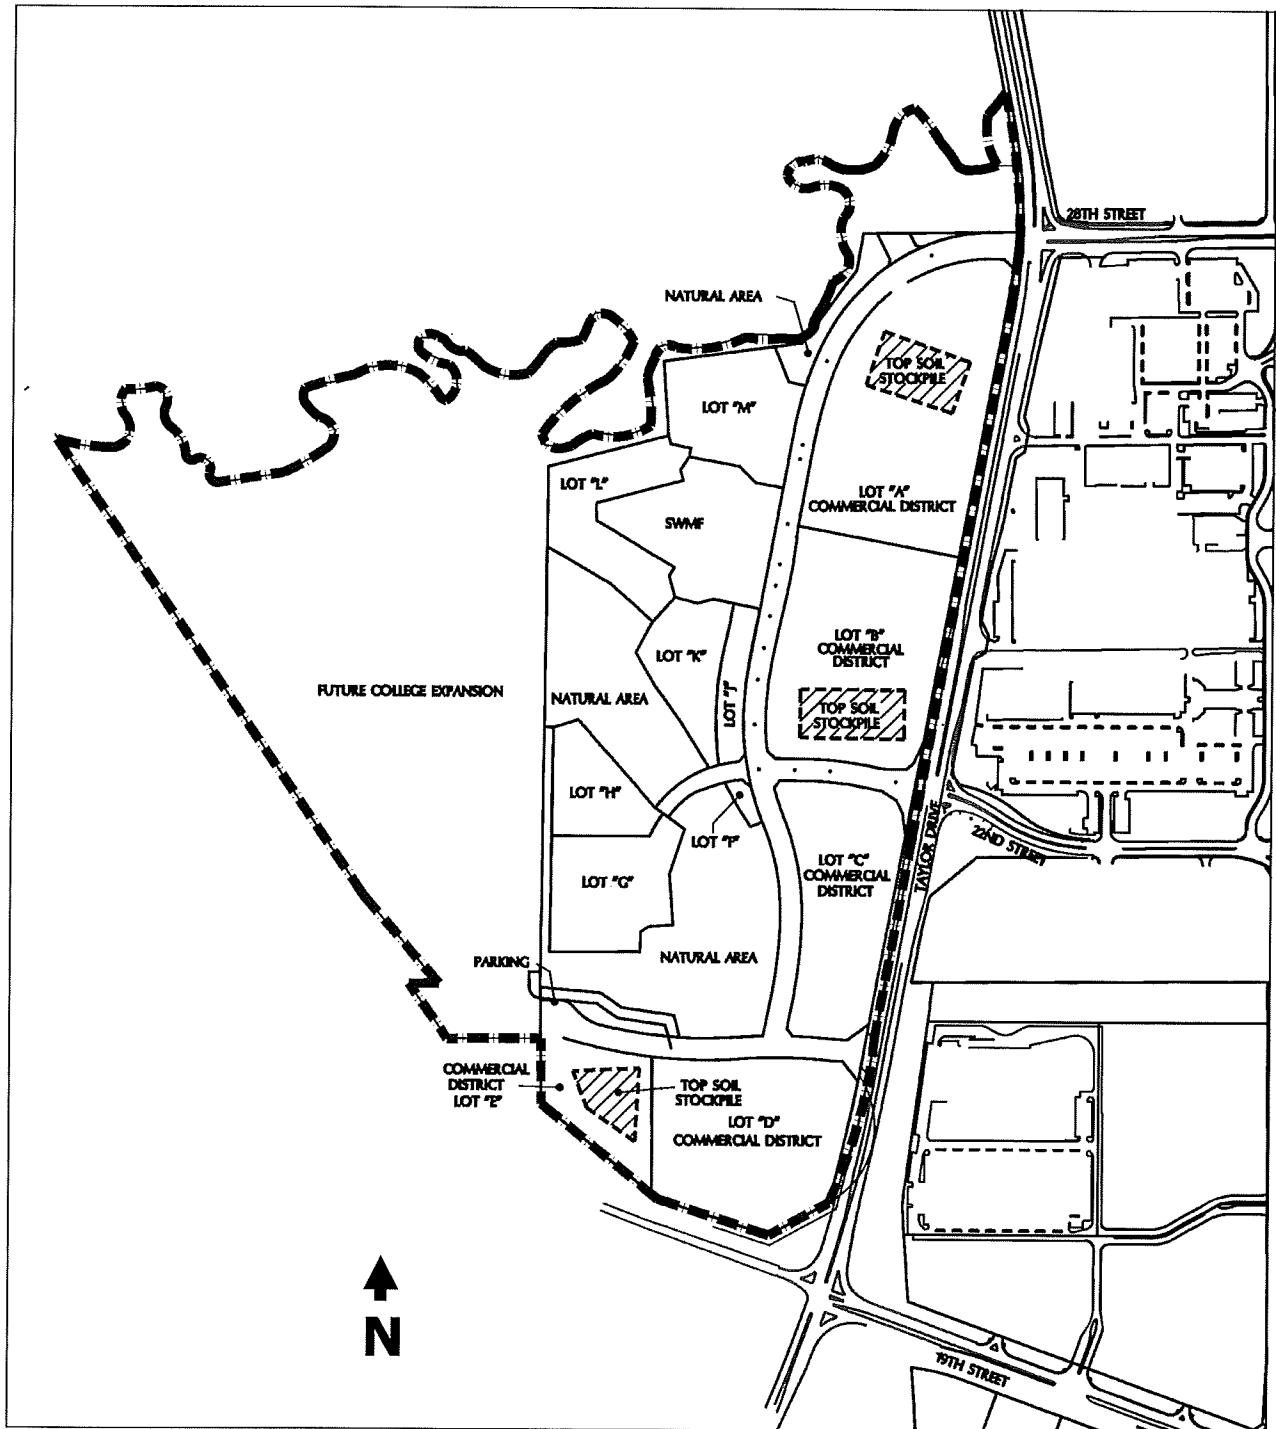 28TH STREET
NATURAL AREA
TOP SOIL
STOCKPILE
LOT "M"
LOT "L"
LOT "A"
COMMERCIAL DISTRICT
SWMF
LOT "B"
COMMERCIAL
DISTRICT
LOT "K"
FUTURE COLLEGE EXPANSION
NATURAL AREA
LOT "J"
TOP SOIL
STOCKPILE
LOT "H"
LOT "F"
TAYLOR DRIVE
22ND STREET
LOT "C"
COMMERCIAL
DISTRICT
LOT "G"
PARKING
NATURAL AREA
COMMERCIAL
DISTRICT
LOT "E"
TOP SOIL
STOCKPILE
LOT "D"
COMMERCIAL DISTRICT
N
19TH STREET